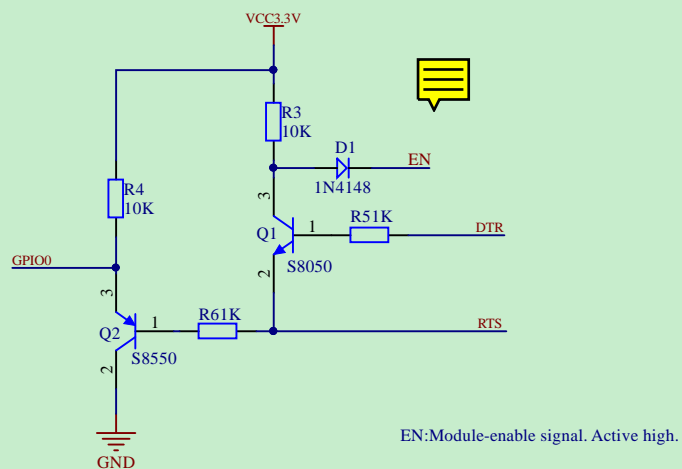 VCC3.3V
R3
10K
D1
EN
1N4148
R4
10K
3
Q1
1
R51K
DTR
S8050
2
GPIO0
3
Q2
1
R61K
RTS
S8550
2
GND
EN:Module-enable signal. Active high.